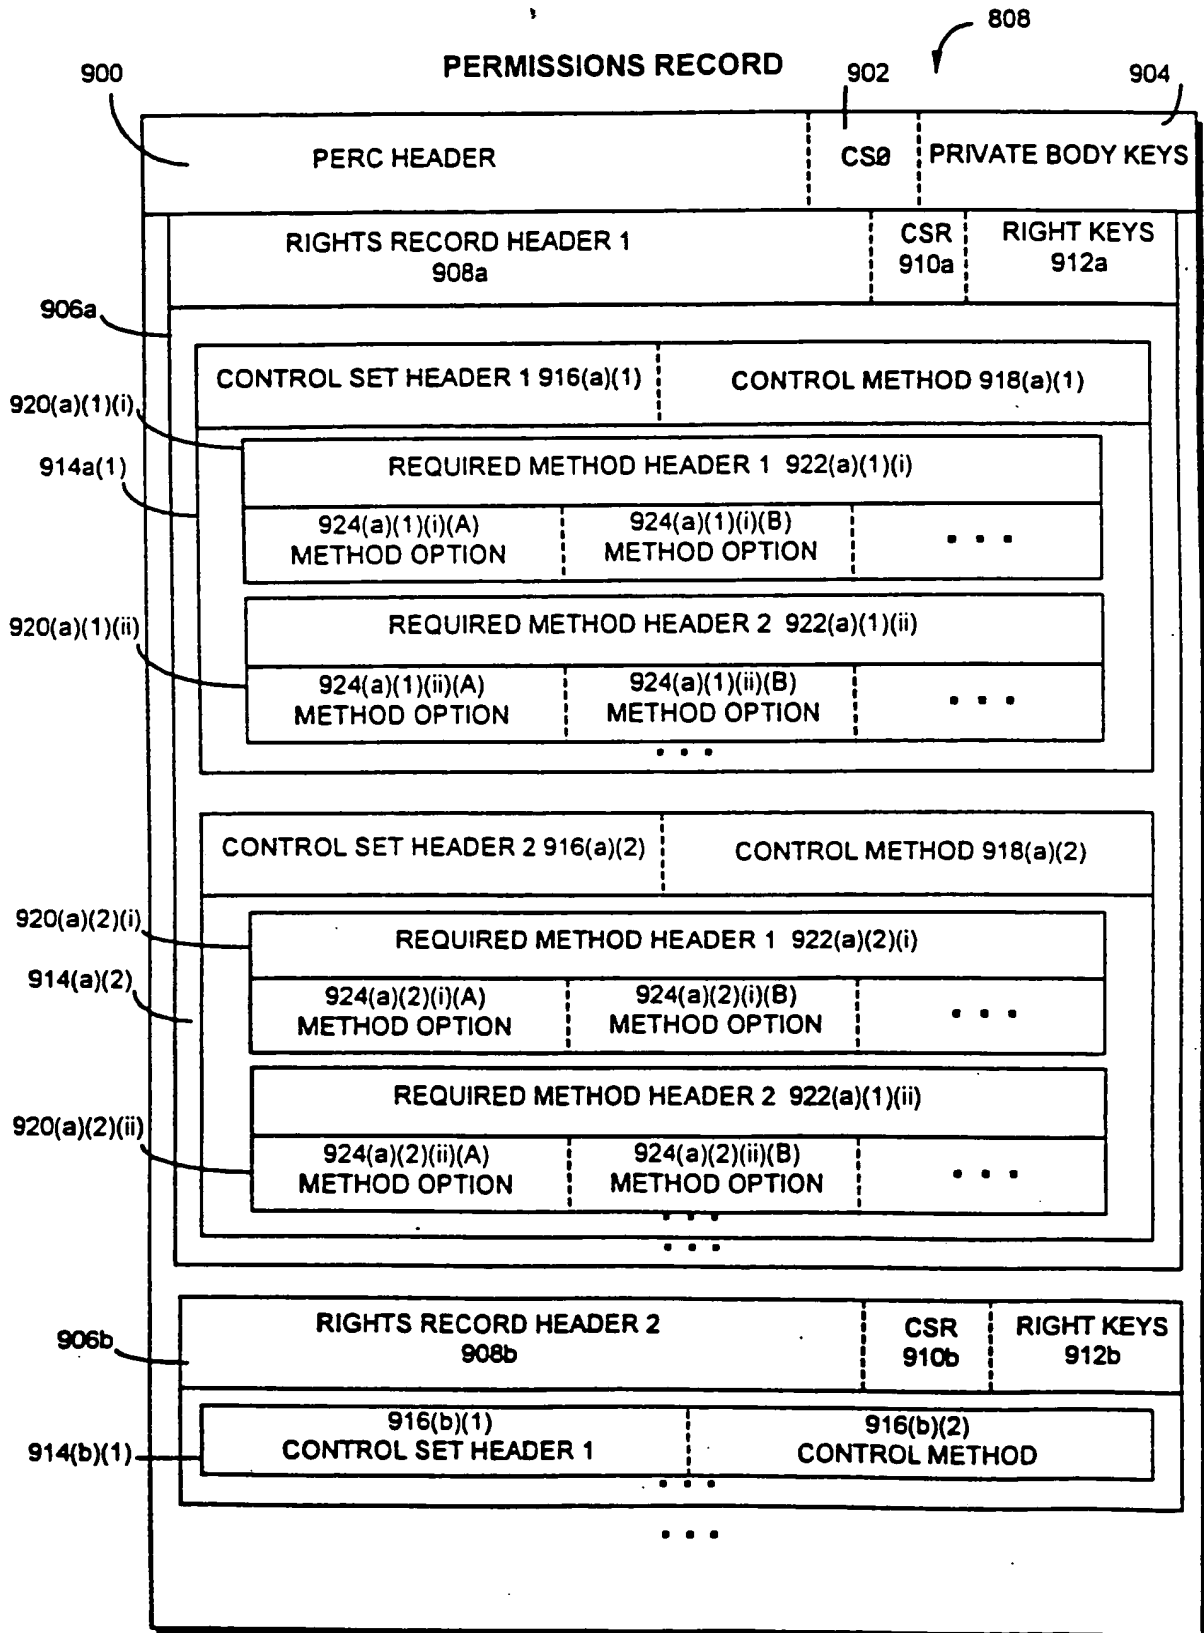 808
PERMISSIONS RECORD
900
902
904
PERC HEADER
CS0
PRIVATE BODY KEYS
RIGHTS RECORD HEADER 1
908a
CSR
910a
RIGHT KEYS
912a
906a
CONTROL SET HEADER 1 916(a)(1)
CONTROL METHOD 918(a)(1)
920(a)(1)(i)
914a(1)
REQUIRED METHOD HEADER 1 922(a)(1)(i)
924(a)(1)(i)(A)
METHOD OPTION
924(a)(1)(i)(B)
METHOD OPTION
. . .
920(a)(1)(ii)
REQUIRED METHOD HEADER 2 922(a)(1)(ii)
924(a)(1)(ii)(A)
METHOD OPTION
924(a)(1)(ii)(B)
METHOD OPTION
. . .
. . .
CONTROL SET HEADER 2 916(a)(2)
CONTROL METHOD 918(a)(2)
920(a)(2)(i)
914(a)(2)
REQUIRED METHOD HEADER 1 922(a)(2)(i)
924(a)(2)(i)(A)
METHOD OPTION
924(a)(2)(i)(B)
METHOD OPTION
. . .
920(a)(2)(ii)
REQUIRED METHOD HEADER 2 922(a)(1)(ii)
924(a)(2)(ii)(A)
METHOD OPTION
924(a)(2)(ii)(B)
METHOD OPTION
. . .
. . .
. . .
906b
RIGHTS RECORD HEADER 2
908b
CSR
910b
RIGHT KEYS
912b
914(b)(1)
916(b)(1)
CONTROL SET HEADER 1
916(b)(2)
CONTROL METHOD
. . .
. . .